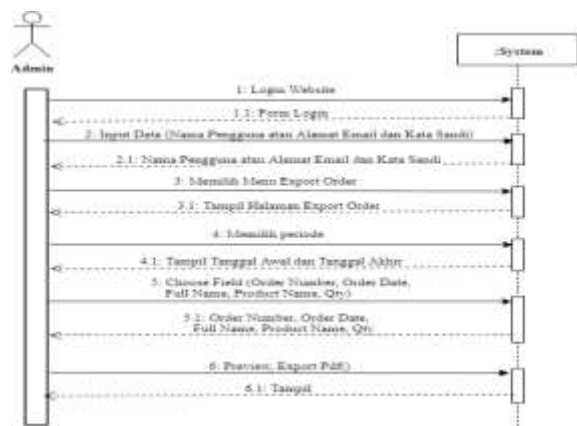 Admin
:System
1: Login Website
1.1: Form Login
2: Input Data (Nama Pengguna atau Alamat Email dan Kata Sandi)
2.1: Nama Pengguna atau Alamat Email dan Kata Sandi
3: Memilih Menu Export Order
3.1: Tampil Halaman Export Order
4: Memilih periode
4.1: Tampil Tanggal Awal dan Tanggal Akhir
5: Choose Field (Order Number, Order Date,
Full Name, Product Name, Qty)
5.1: Order Number, Order Date,
Full Name, Product Name, Qty
6: Preview, Export Pdf()
6.1: Tampil